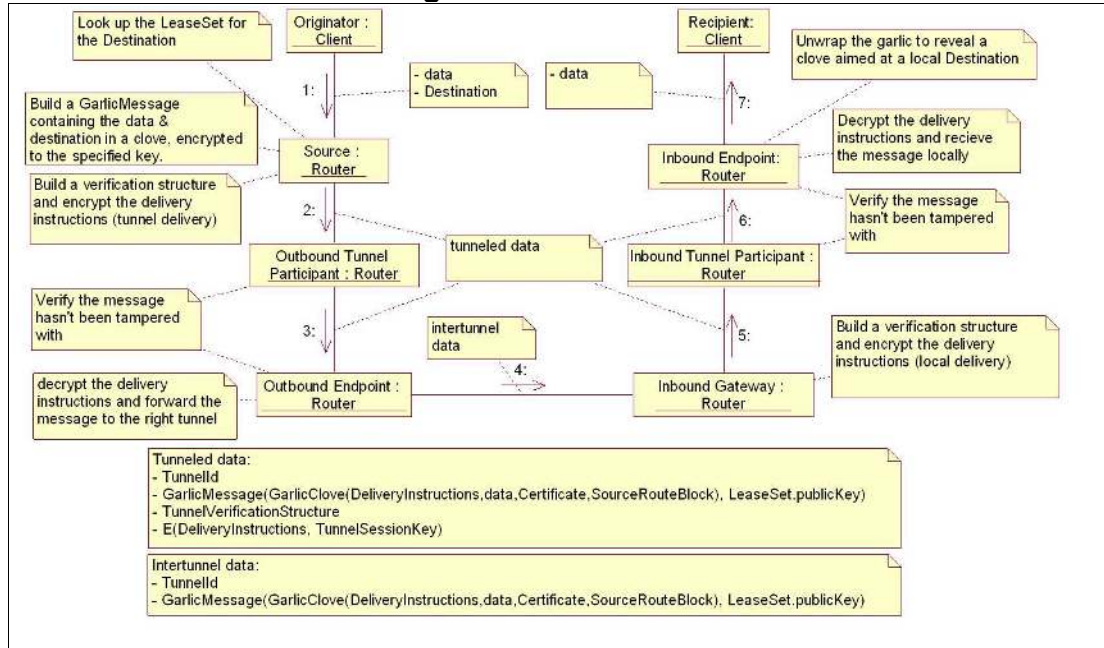 Look up the LeaseSet for
the Destination
Originator :
Client
Recipient:
Client
Unwrap the garlic to reveal a
clove aimed at a local Destination
1:
- data
- Destination
- data
7:
Build a GarlicMessage
containing the data &
destination in a clove, encrypted
to the specified key.
Source :
Router
Inbound Endpoint:
Router
Decrypt the delivery
instructions and recieve
the message locally
Build a verification structure
and encrypt the delivery
instructions (tunnel delivery)
2:
6:
Verify the message
hasn't been tampered
with
Outbound Tunnel
Participant : Router
tunneled data
Inbound Tunnel Participant :
Router
Verify the message
hasn't been tampered
with
3:
intertunnel
data
5:
Build a verification structure
and encrypt the delivery
instructions (local delivery)
4:
decrypt the delivery
instructions and forward the
message to the right tunnel
Outbound Endpoint :
Router
Inbound Gateway :
Router
Tunneled data:
- TunnelId
- GarlicMessage(GarlicClove(DeliveryInstructions,data,Certificate,SourceRouteBlock), LeaseSet.publicKey)
- TunnelVerificationStructure
- E(DeliveryInstructions, TunnelSessionKey)
Intertunnel data:
- TunnelId
- GarlicMessage(GarlicClove(DeliveryInstructions,data,Certificate,SourceRouteBlock), LeaseSet.publicKey)